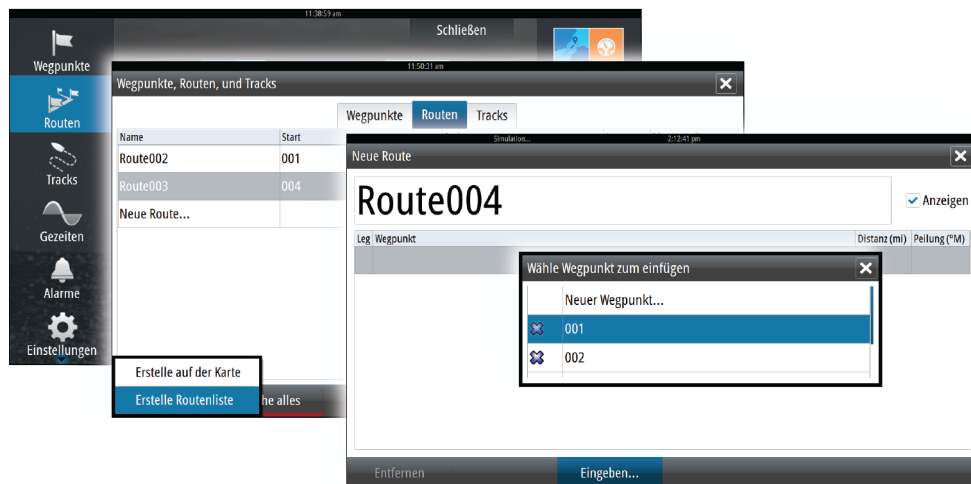 11:38:59 am
Schließen
Wegpunkte
Routen
Tracks
Gezeiten
Alarme
Einstellungen
11:50:31 am
Wegpunkte, Routen, und Tracks
Wegpunkte Routen Tracks
Name Start
Route002 001
Route003 004
Neue Route...
Erstelle auf der Karte
Erstelle Routenliste
he alles
Simulation... 2:12:41 pm
Neue Route
Route004
Anzeigen
Leg Wegpunkt Distanz (mi) Peilung (°M)
Wähle Wegpunkt zum einfügen
Neuer Wegpunkt...
001
002
Entfernen Eingeben...